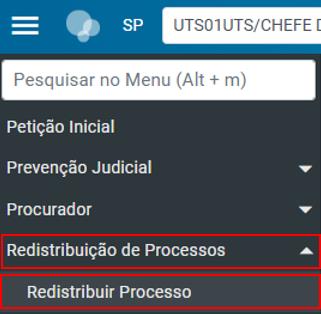 SP UTS01UTS/CHEFE
Pesquisar no Menu (Alt + m)
Petição Inicial
Prevenção Judicial
Procurador
Redistribuição de Processos
Redistribuir Processo